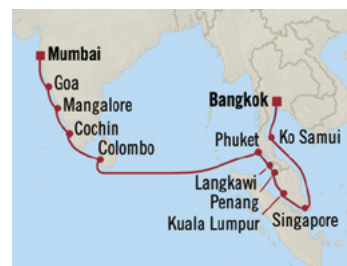 Mumbai
Goa
Mangalore
Cochin
Colombo
Bangkok
Phuket
Ko Samui
Langkawi
Penang
Kuala Lumpur
Singapore